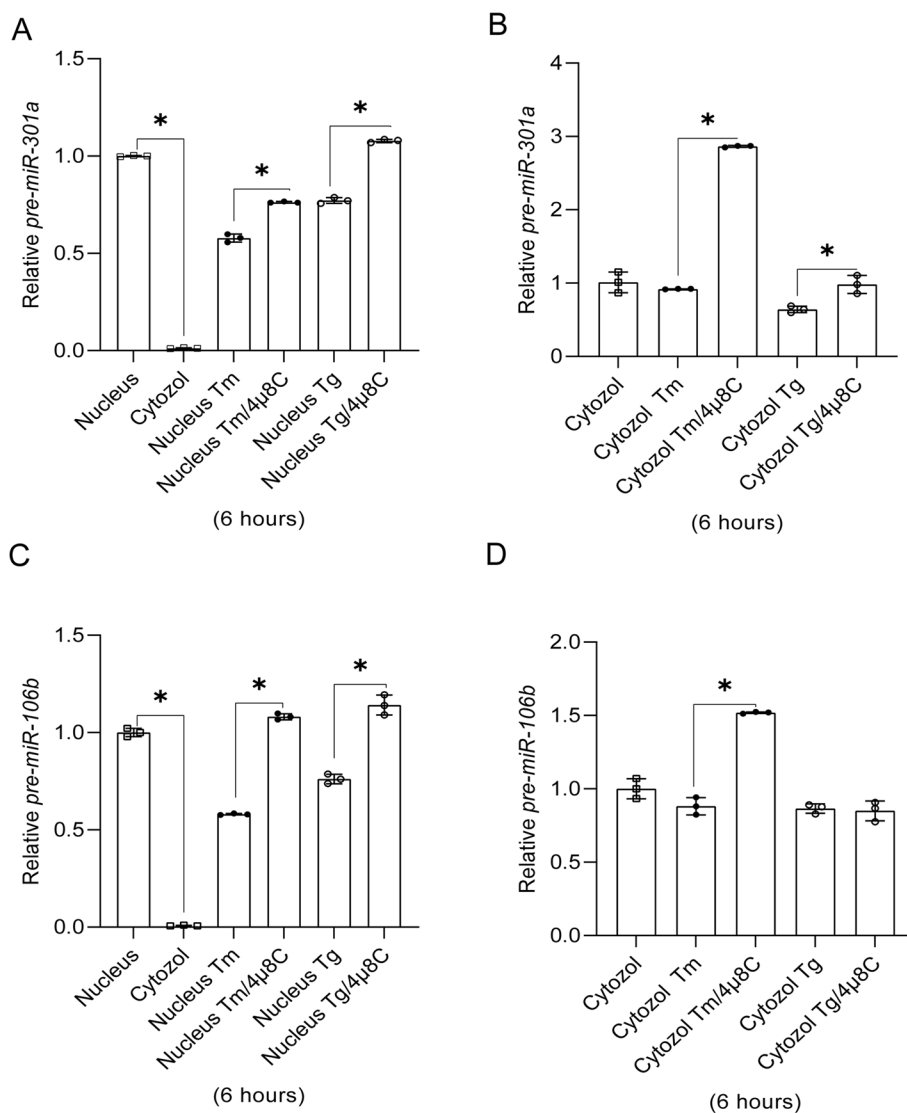 A
Relative pre-miR-301a
1.5
1.0
0.5
0.0
*
*
*
Nucleus
Cytozol
Nucleus Tm
Nucleus Tm/4µ8C
Nucleus Tg
Nucleus Tg/4µ8C
(6 hours)
B
Relative pre-miR-301a
4
3
2
1
0
*
*
Cytozol
Cytozol Tm
Cytozol Tm/4µ8C
Cytozol Tg
Cytozol Tg/4µ8C
(6 hours)
C
Relative pre-miR-106b
1.5
1.0
0.5
0.0
*
*
*
Nucleus
Cytozol
Nucleus Tm
Nucleus Tm/4µ8C
Nucleus Tg
Nucleus Tg/4µ8C
(6 hours)
D
Relative pre-miR-106b
2.0
1.5
1.0
0.5
0.0
*
Cytozol
Cytozol Tm
Cytozol Tm/4µ8C
Cytozol Tg
Cytozol Tg/4µ8C
(6 hours)